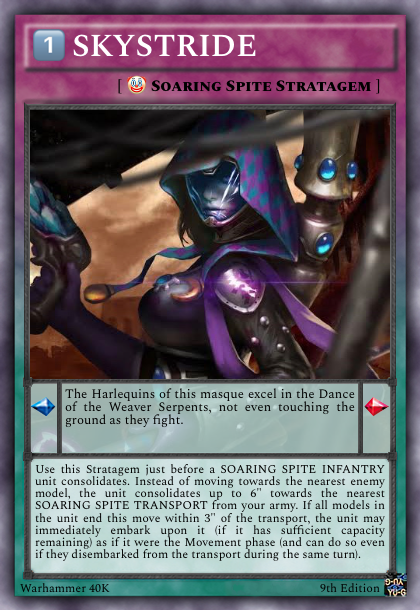 1 SKYSTRIDE
[ 🤡 SOARING SPITE STRATAGEM ]
The Harlequins of this masque excel in the Dance
of the Weaver Serpents, not even touching the
ground as they fight.
Use this Stratagem just before a SOARING SPITE INFANTRY
unit consolidates. Instead of moving towards the nearest enemy
model, the unit consolidates up to 6" towards the nearest
SOARING SPITE TRANSPORT from your army. If all models in
the unit end this move within 3" of the transport, the unit may
immediately embark upon it (if it has sufficient capacity
remaining) as if it were the Movement phase (and can do so even
if they disembarked from the transport during the same turn).
Warhammer 40K 9th Edition
YU-G